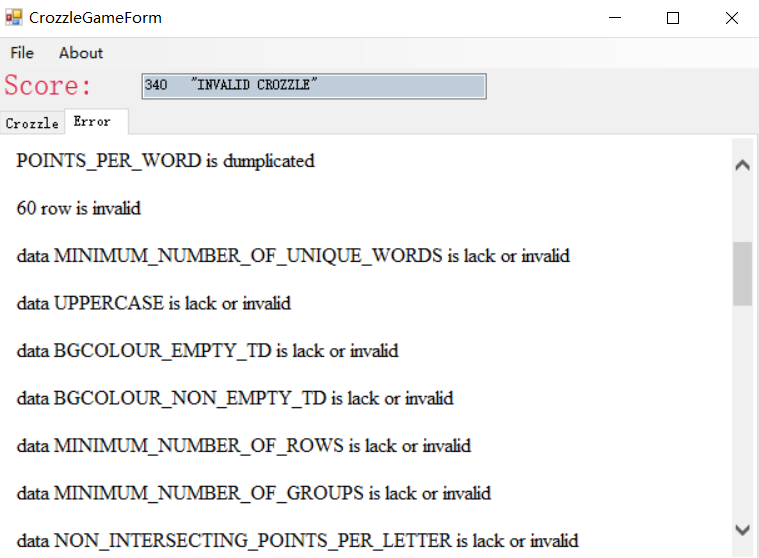 CrozzleGameForm
File About
Score: 340 "INVALID CROZZLE"
Crozzle Error
POINTS_PER_WORD is dumplicated
60 row is invalid
data MINIMUM_NUMBER_OF_UNIQUE_WORDS is lack or invalid
data UPPERCASE is lack or invalid
data BGCOLOUR_EMPTY_TD is lack or invalid
data BGCOLOUR_NON_EMPTY_TD is lack or invalid
data MINIMUM_NUMBER_OF_ROWS is lack or invalid
data MINIMUM_NUMBER_OF_GROUPS is lack or invalid
data NON_INTERSECTING_POINTS_PER_LETTER is lack or invalid